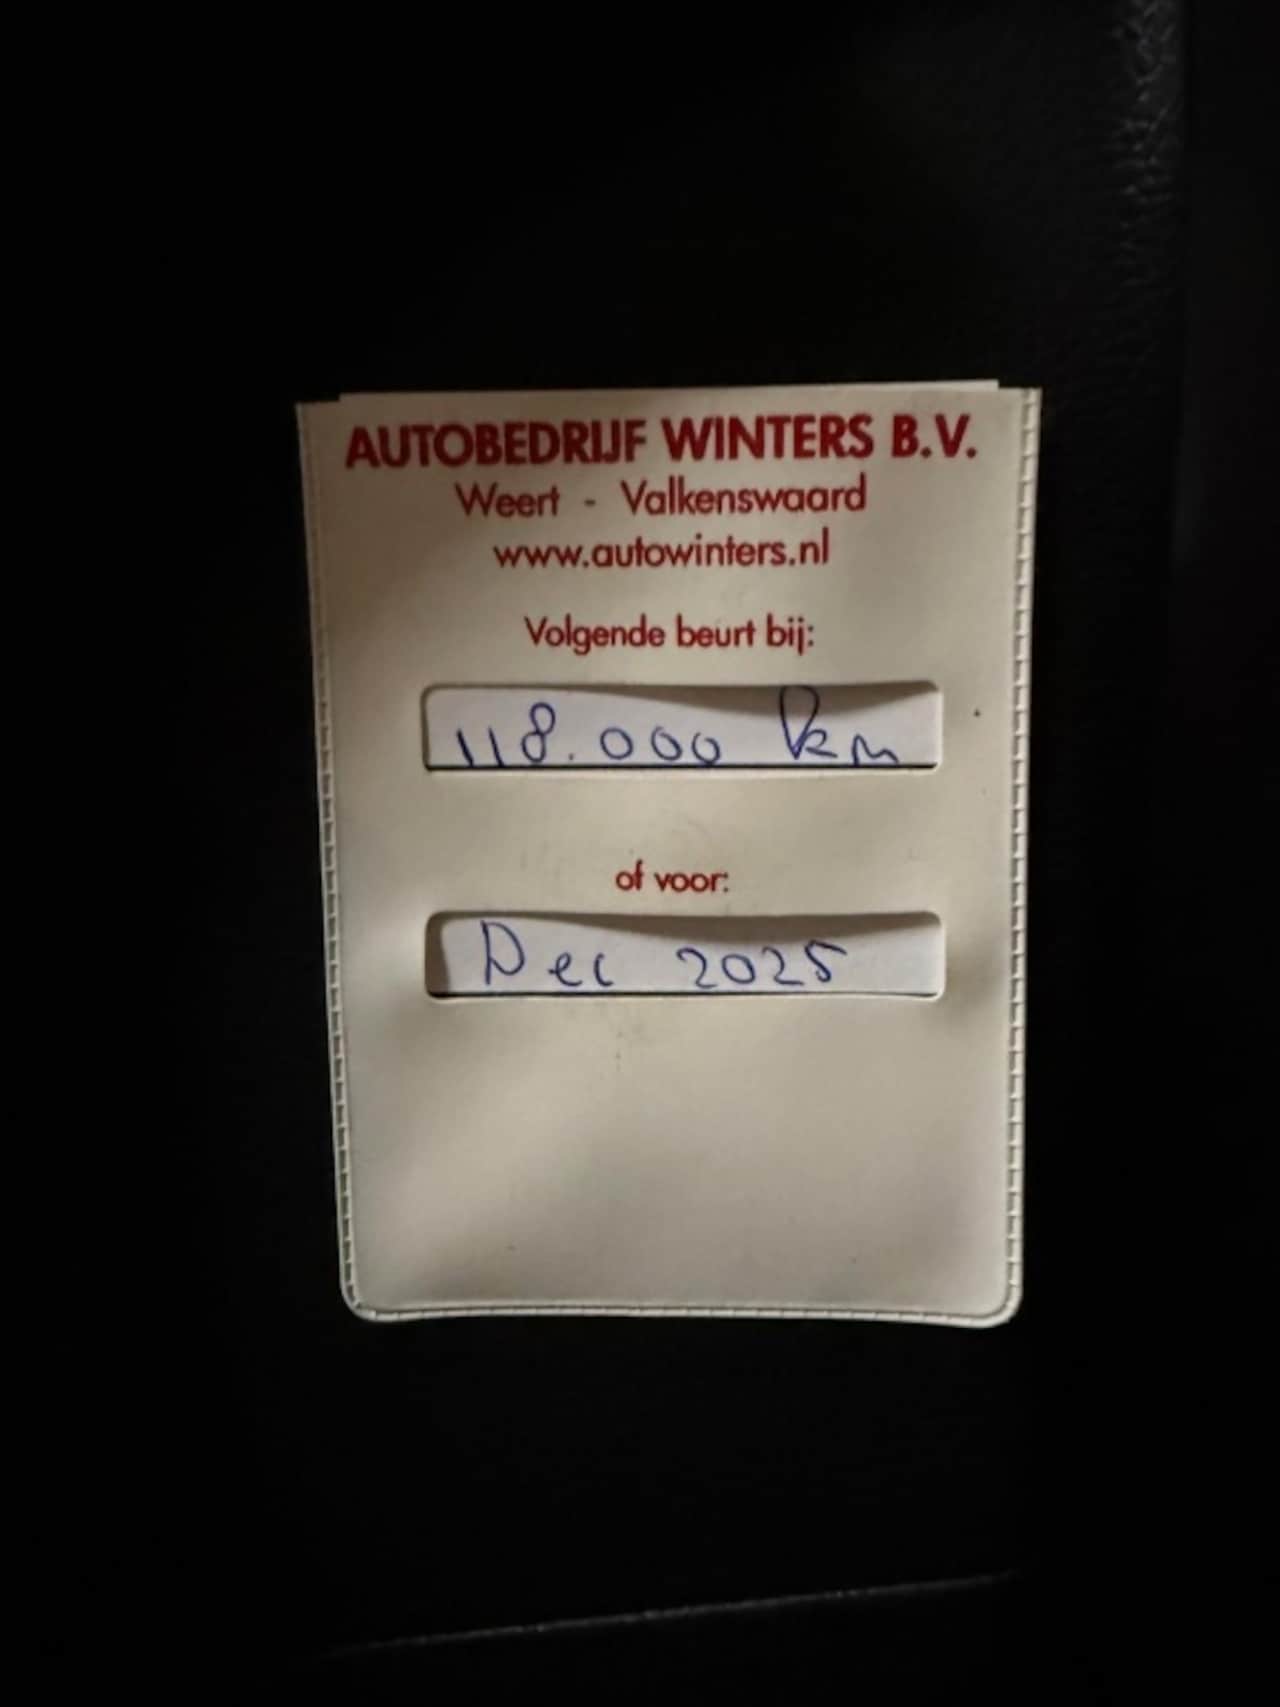 AUTOBEDRIJF WINTERS B.V.
Weert - Valkenswaard
www.autowinters.nl
Volgende beurt bij:
118.000 km
of voor:
Dec 2025